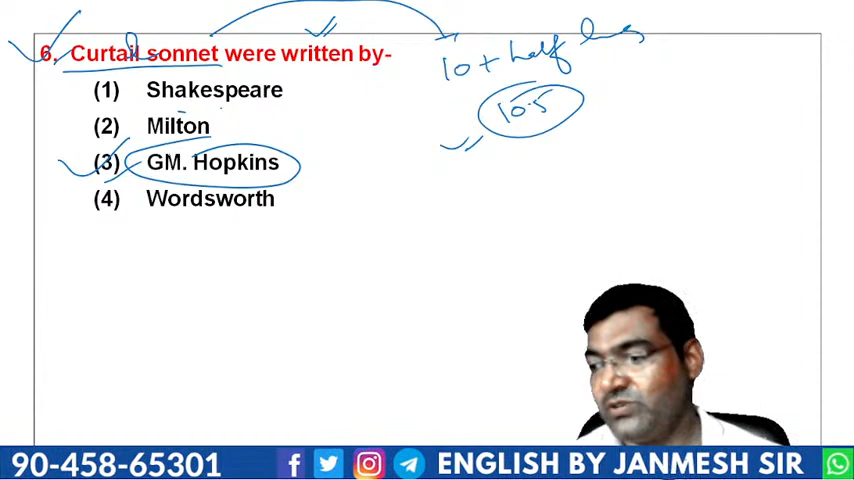 6. Curtail sonnet were written by-
10 + half lines
(1) Shakespeare
10.5
(2) Milton
(3) GM. Hopkins
(4) Wordsworth
90-458-65301 ENGLISH BY JANMESH SIR